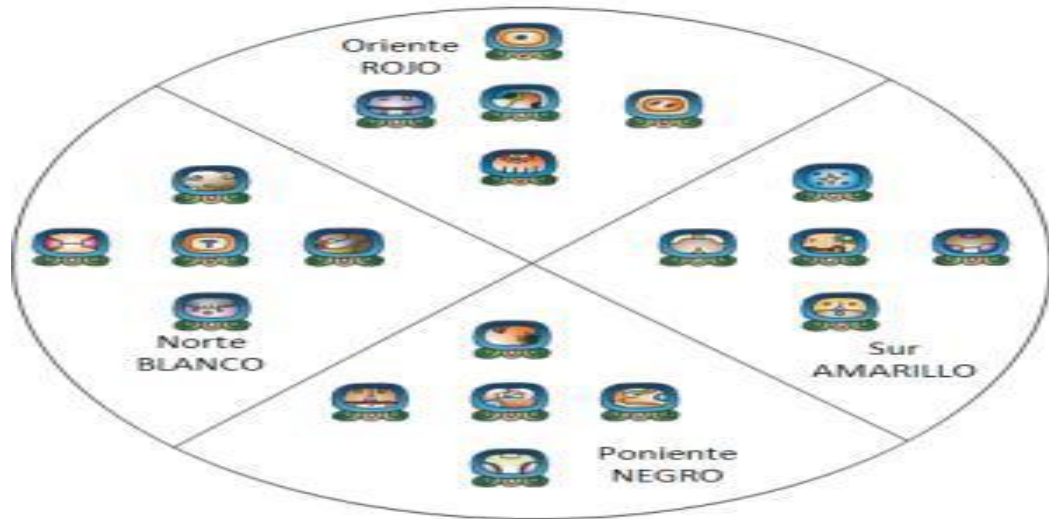 Oriente
ROJO
Norte
BLANCO
Sur
AMARILLO
Poniente
NEGRO